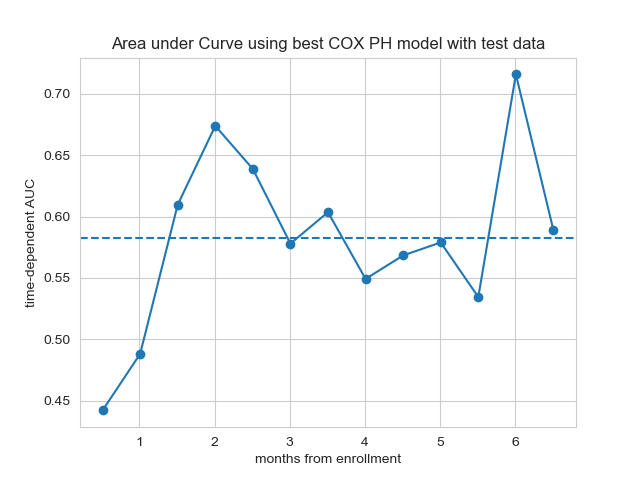 Area under Curve using best COX PH model with test data
0.70
0.65
0.60
0.55
0.50
0.45
time-dependent AUC
1 2 3 4 5 6
months from enrollment